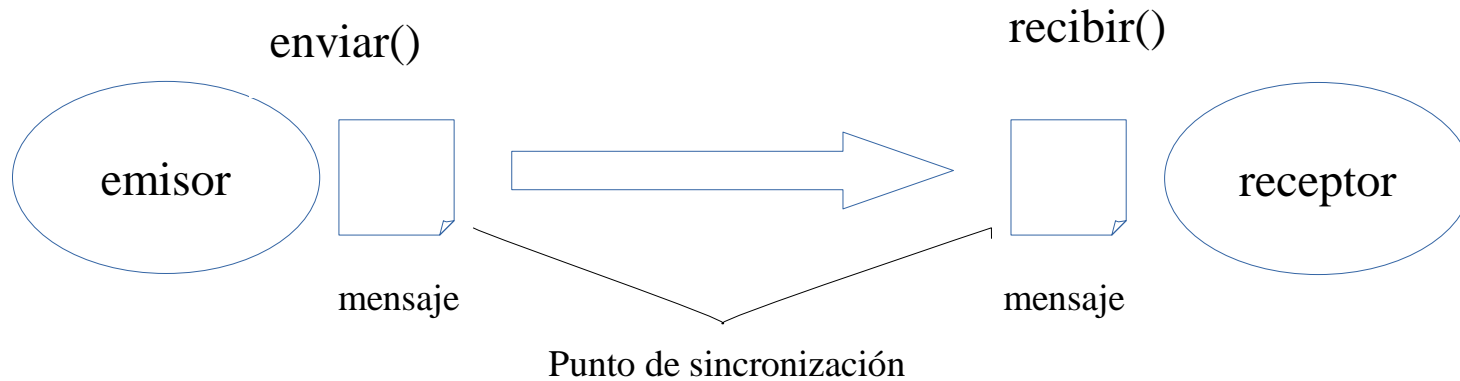 enviar()
recibir()
emisor
receptor
mensaje
mensaje
Punto de sincronización